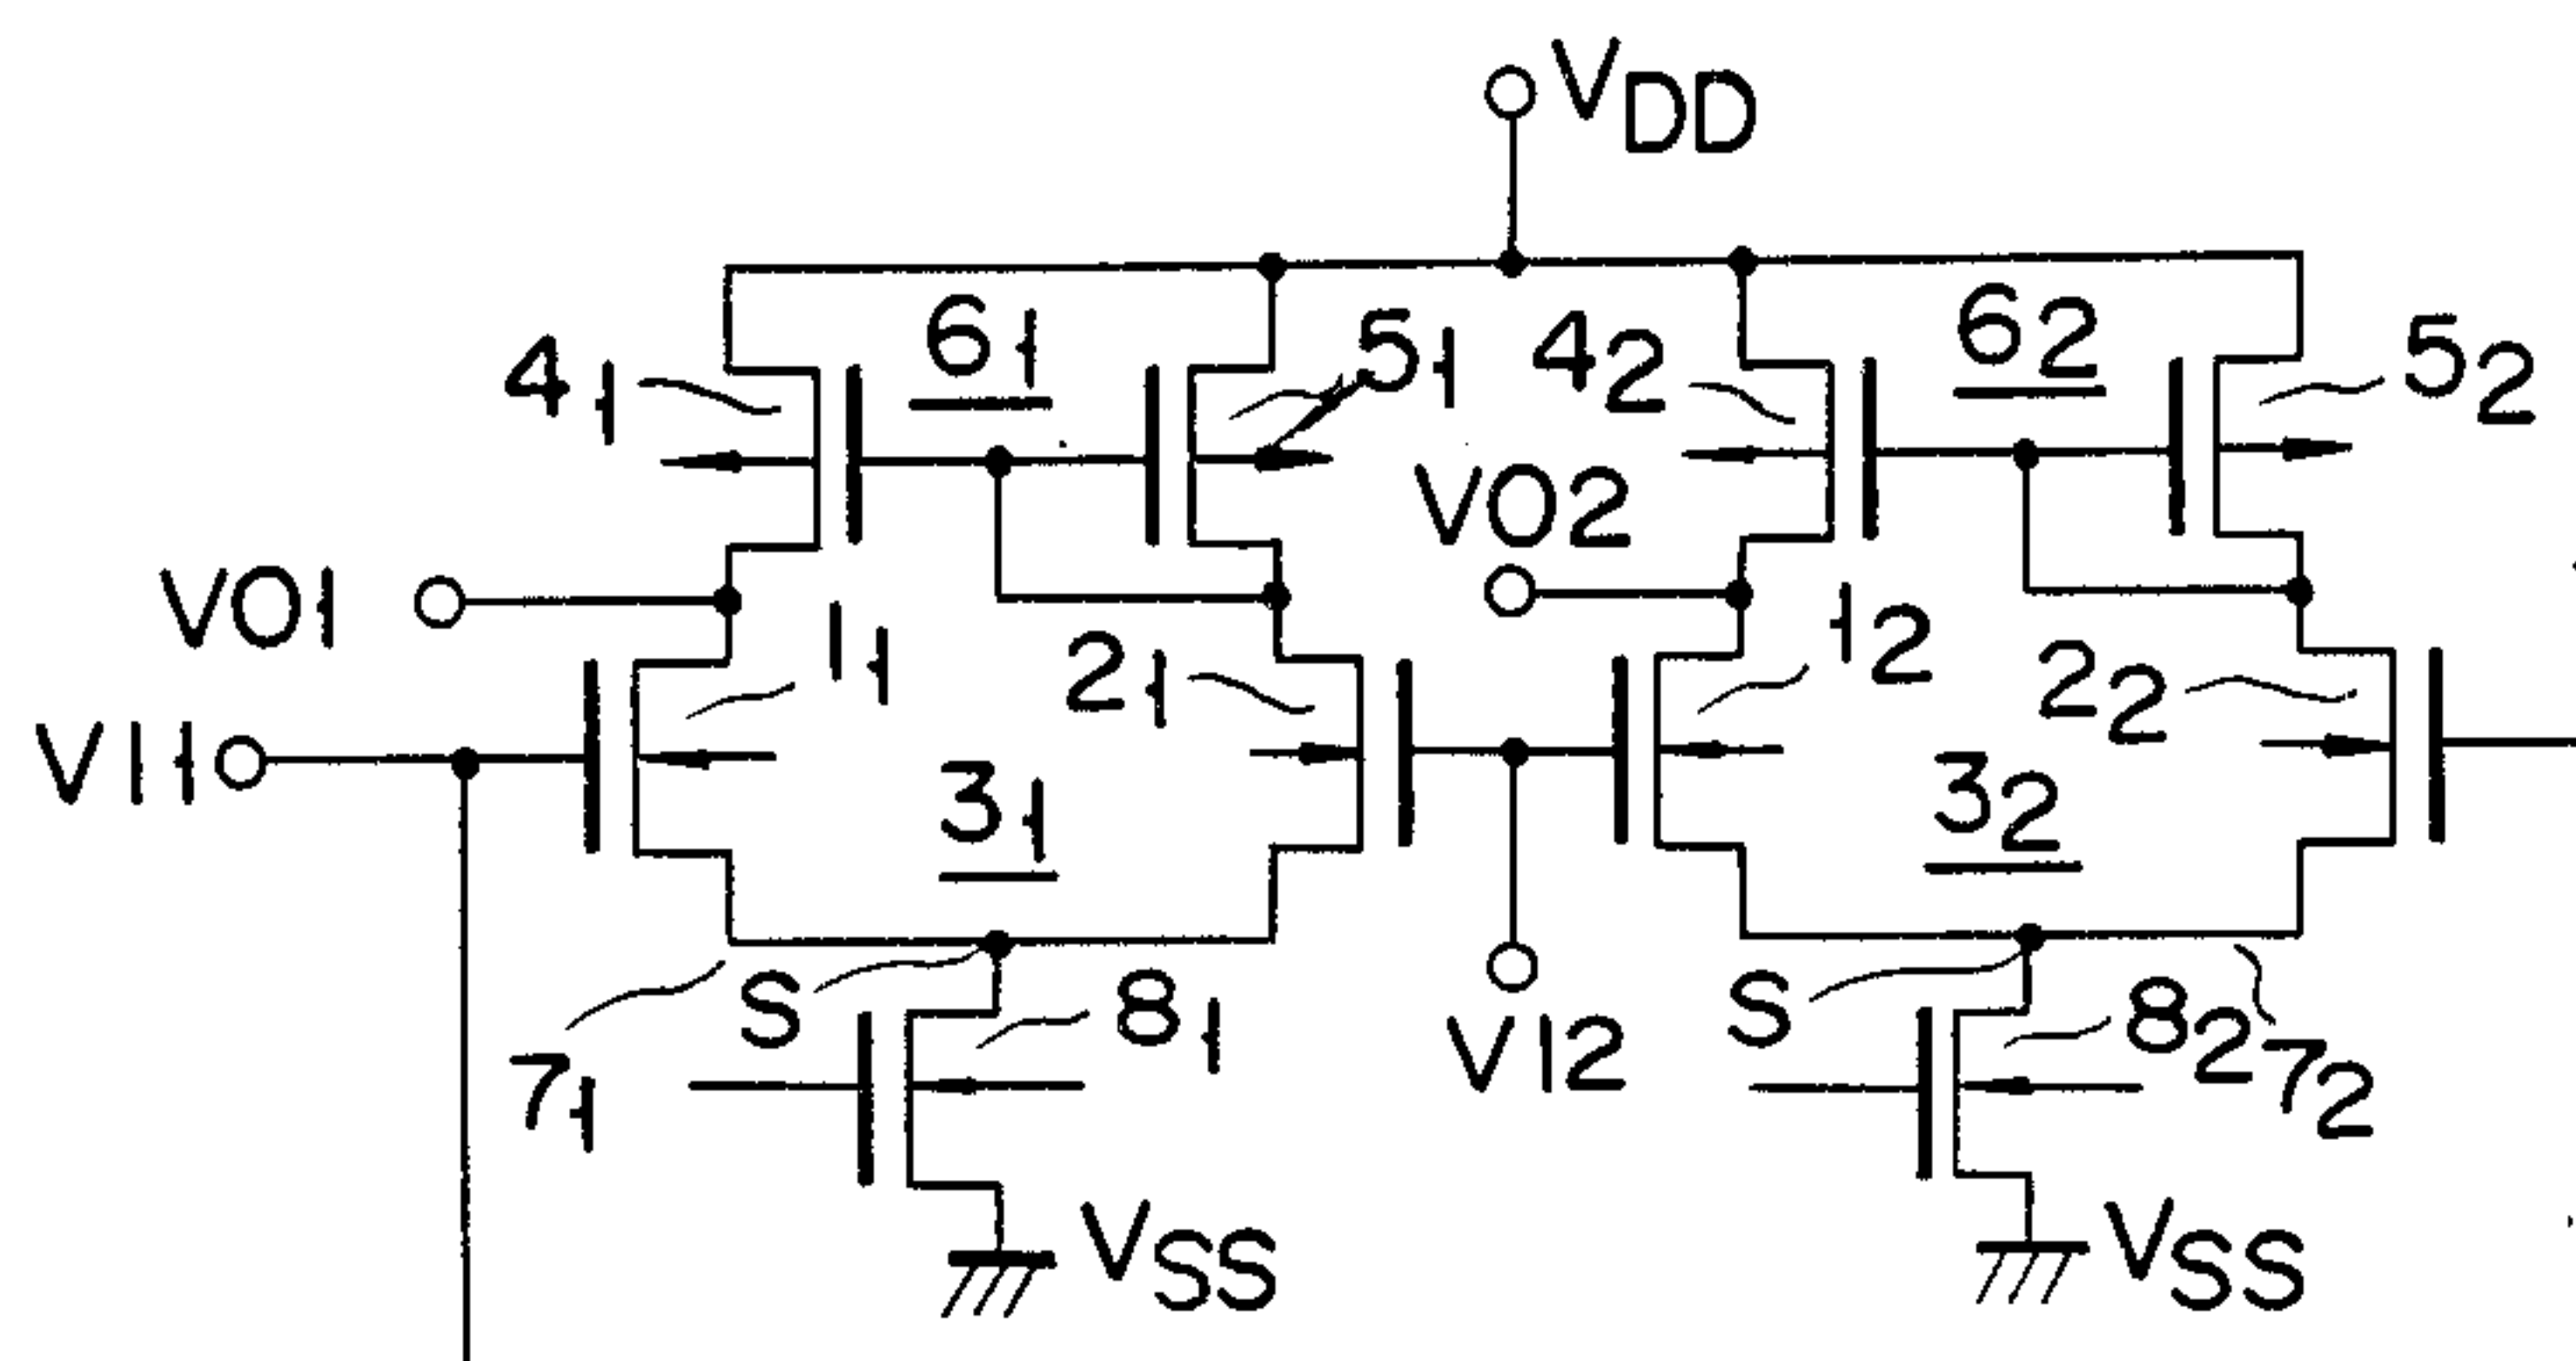 VDD
4₁
6₁
5₁
4₂
6₂
5₂
VO1
VO2
1₁
2₁
1₂
2₂
VI1
3₁
3₂
7₁
S
8₁
VI2
S
8₂
7₂
VSS
VSS